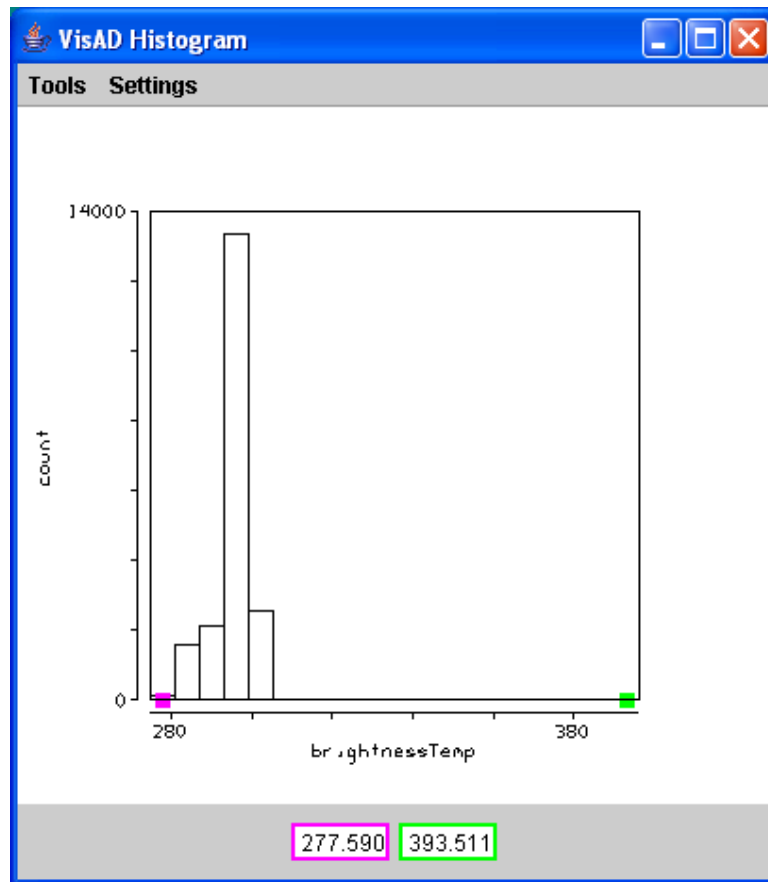 VisAD Histogram
Tools Settings
14000
count
0
280 380
brightnessTemp
277.590 393.511